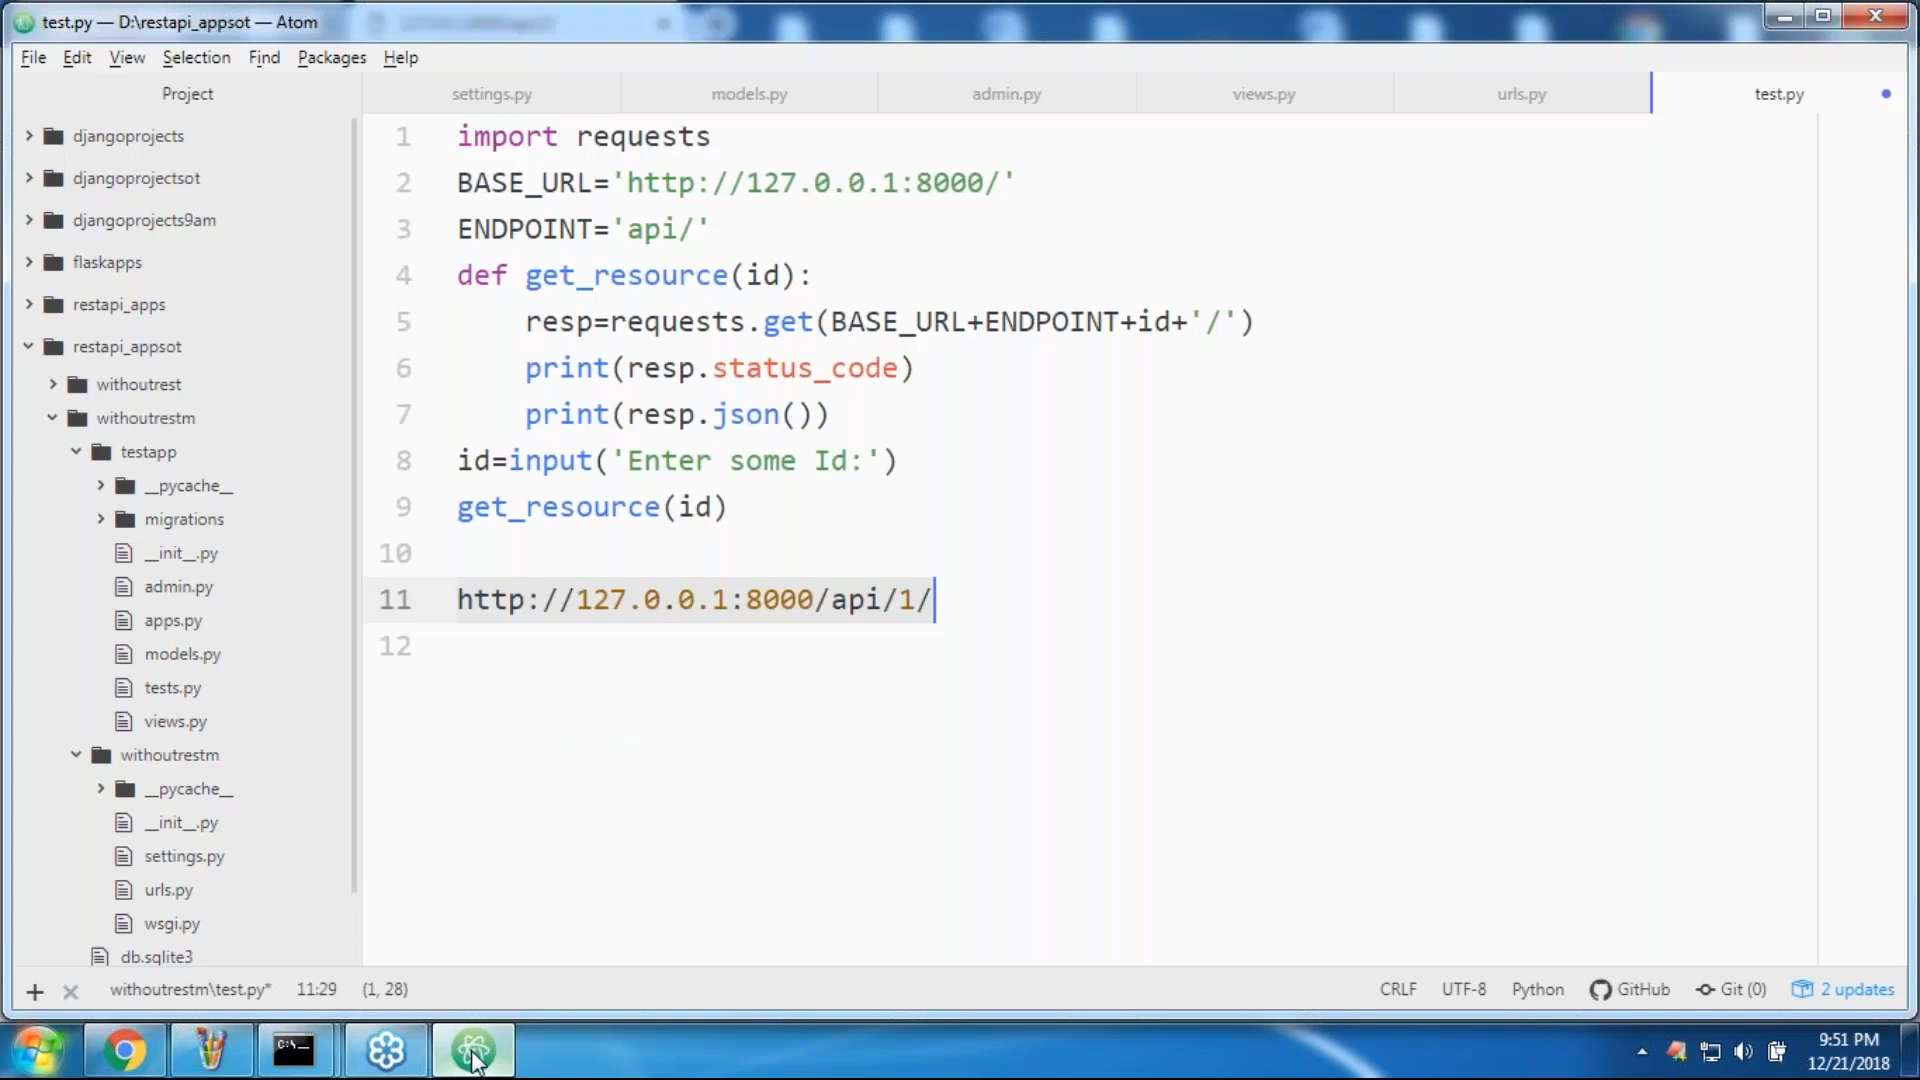 test.py — D:\restapi_appsot — Atom
File Edit View Selection Find Packages Help
Project
settings.py models.py admin.py views.py urls.py test.py
djangoprojects
djangoprojectsot
djangoprojects9am
flaskapps
restapi_apps
restapi_appsot
withoutrest
withoutrestm
testapp
__pycache__
migrations
__init__.py
admin.py
apps.py
models.py
tests.py
views.py
withoutrestm
__pycache__
__init__.py
settings.py
urls.py
wsgi.py
db.sqlite3
1 import requests
2 BASE_URL='http://127.0.0.1:8000/'
3 ENDPOINT='api/'
4 def get_resource(id):
5 resp=requests.get(BASE_URL+ENDPOINT+id+'/')
6 print(resp.status_code)
7 print(resp.json())
8 id=input('Enter some Id:')
9 get_resource(id)
10
11 http://127.0.0.1:8000/api/1/
12
withoutrestm\test.py* 11:29 (1, 28) CRLF UTF-8 Python GitHub Git (0) 2 updates
C:\_
9:51 PM
12/21/2018